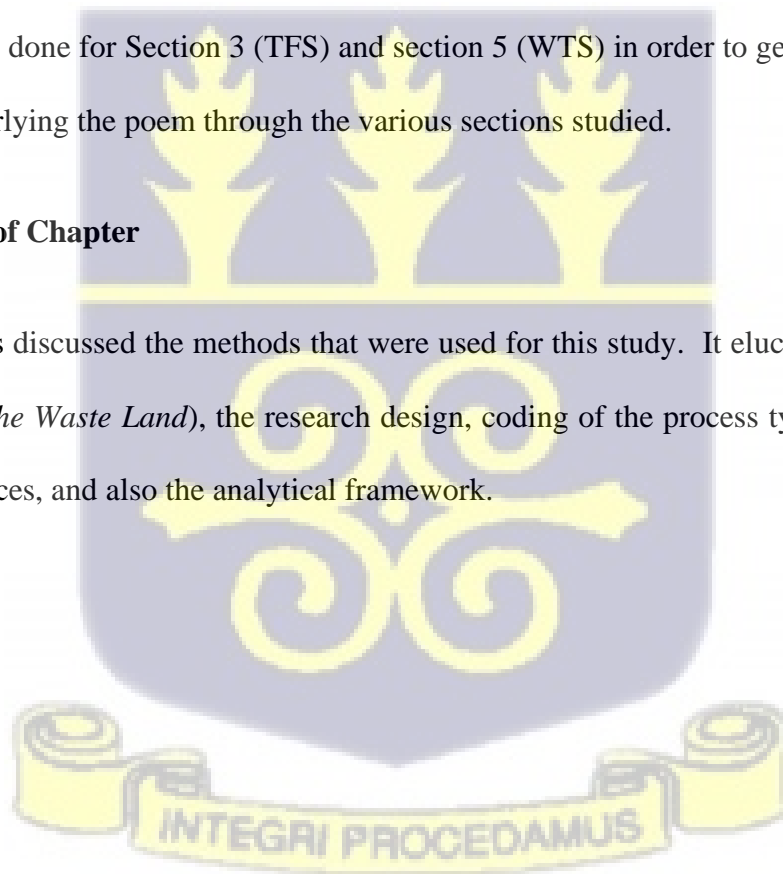 done for Section 3 (TFS) and section 5 (WTS) in order to ge
rlying the poem through the various sections studied.
of Chapter
s discussed the methods that were used for this study. It eluc
he Waste Land), the research design, coding of the process ty
ces, and also the analytical framework.
INTEGRI PROCEDAMUS